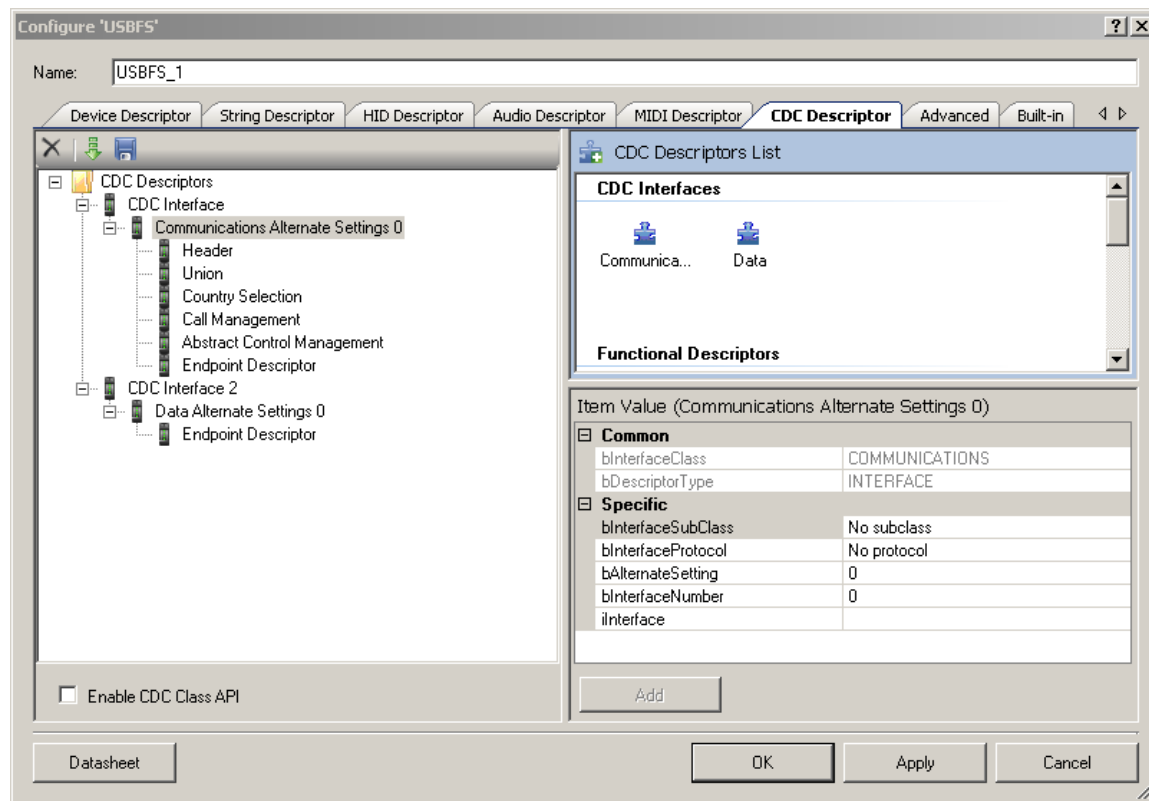 Configure 'USBFS'
Name: USBFS_1
Device Descriptor String Descriptor HID Descriptor Audio Descriptor MIDI Descriptor CDC Descriptor Advanced Built-in
CDC Descriptors
CDC Interface
Communications Alternate Settings 0
Header
Union
Country Selection
Call Management
Abstract Control Management
Endpoint Descriptor
CDC Interface 2
Data Alternate Settings 0
Endpoint Descriptor
Enable CDC Class API
CDC Descriptors List
CDC Interfaces
Communica... Data
Functional Descriptors
Item Value (Communications Alternate Settings 0)
Common
bInterfaceClass COMMUNICATIONS
bDescriptorType INTERFACE
Specific
bInterfaceSubClass No subclass
bInterfaceProtocol No protocol
bAlternateSetting 0
bInterfaceNumber 0
iInterface
Add
Datasheet OK Apply Cancel